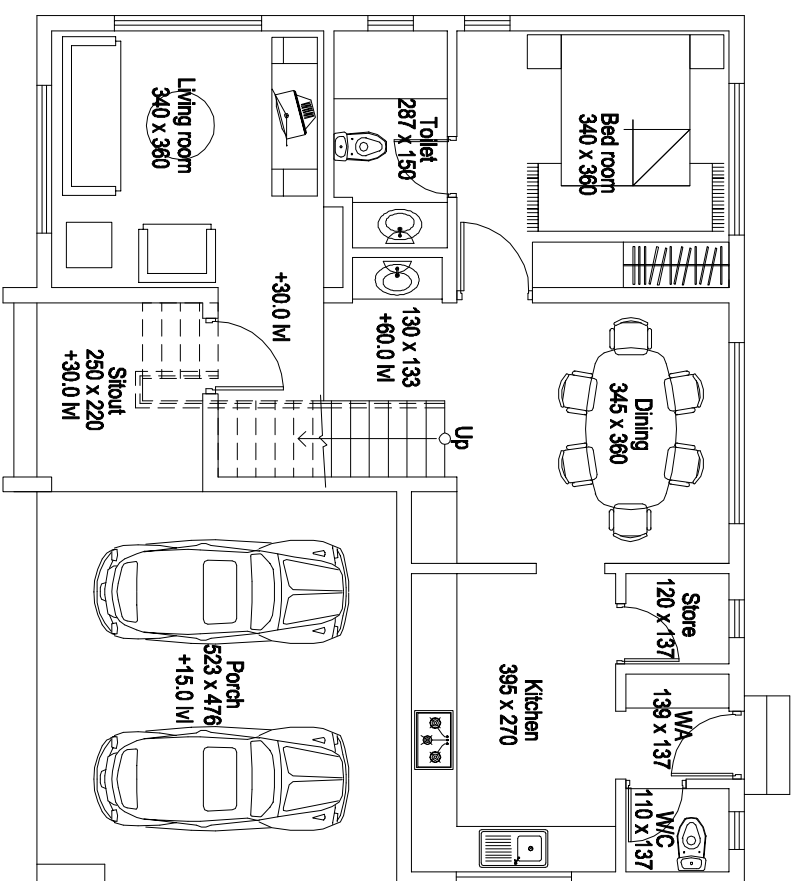 Living room
340 x 360
Toilet
287 x 150
Bed room
340 x 360
+30.0 lvl
130 x 133
+60.0 lvl
Sitout
250 x 220
+30.0 lvl
Up
Dining
345 x 360
Store
120 x 137
Porch
523 x 476
+15.0 lvl
Kitchen
395 x 270
WA
139 x 137
W/C
110 x 137